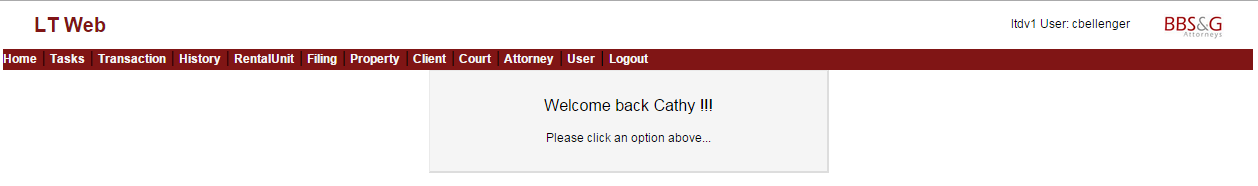 LT Web
ltdv1 User: cbellenger
BBS&G
Attorneys
Home | Tasks | Transaction | History | RentalUnit | Filing | Property | Client | Court | Attorney | User | Logout
Welcome back Cathy !!!
Please click an option above...